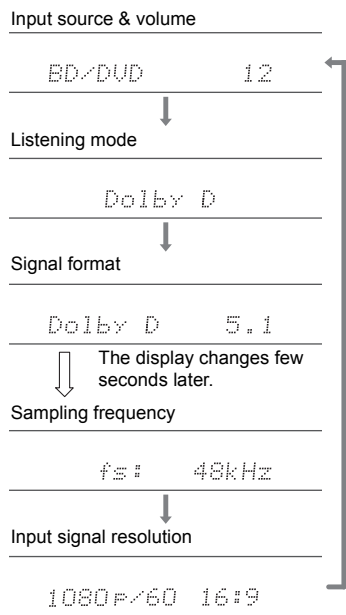 Input source & volume
BD/DVD 12
Listening mode
Dolby D
Signal format
Dolby D 5.1
The display changes few
seconds later.
Sampling frequency
fs: 48kHz
Input signal resolution
1080p/60 16:9